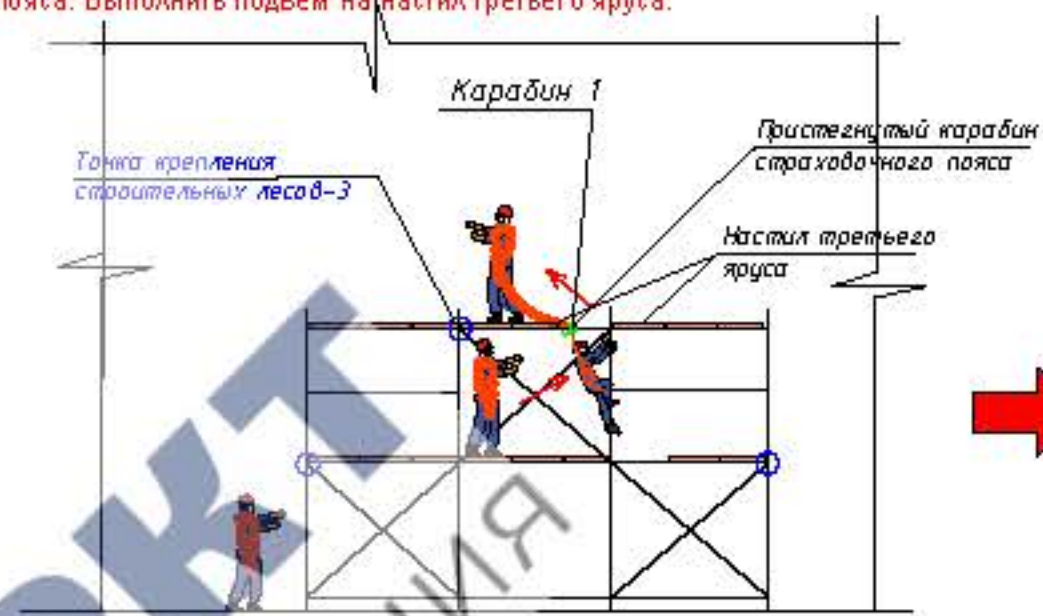 пояса. Выполнить подъем на настил третьего яруса.
Карабин 1
Пристегнутый карабин
страховочного пояса
Точка крепления
строительных лесов-3
Настил третьего
яруса